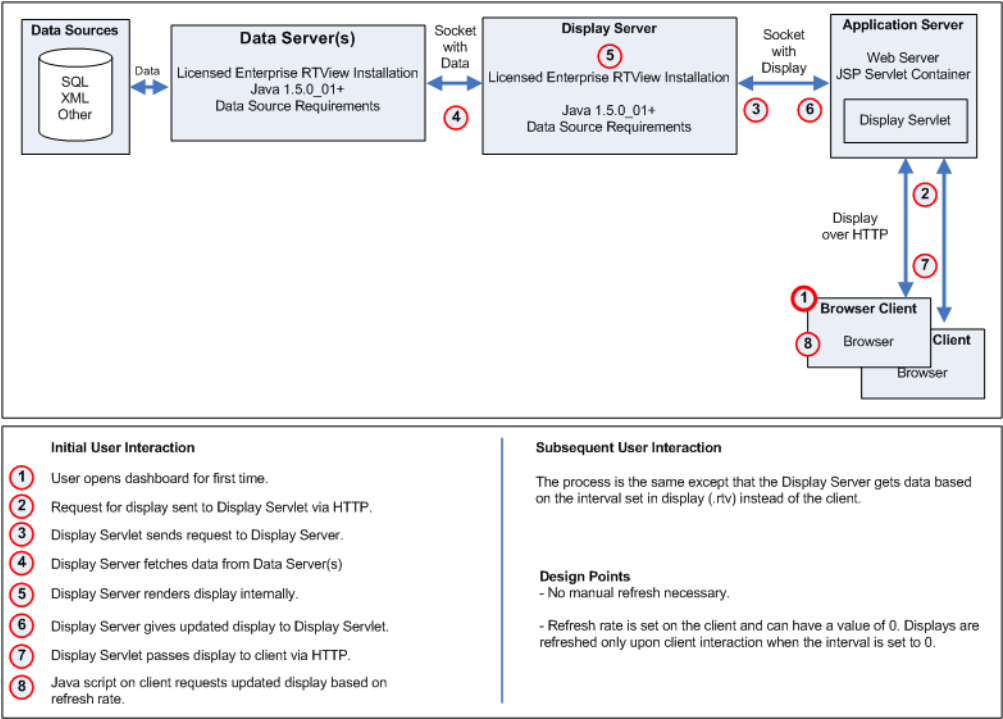 Data Sources
SQL
XML
Other
Data
Data Server(s)
Licensed Enterprise RTView Installation
Java 1.5.0_01+
Data Source Requirements
Socket
with
Data
4
Display Server
5
Licensed Enterprise RTView Installation
Java 1.5.0_01+
Data Source Requirements
Socket
with
Display
3
6
Application Server
Web Server
JSP Servlet Container
Display Servlet
2
Display
over HTTP
7
1
Browser Client
8
Browser
Client
Browser
Initial User Interaction
1 User opens dashboard for first time.
2 Request for display sent to Display Servlet via HTTP.
3 Display Servlet sends request to Display Server.
4 Display Server fetches data from Data Server(s)
5 Display Server renders display internally.
6 Display Server gives updated display to Display Servlet.
7 Display Servlet passes display to client via HTTP.
8 Java script on client requests updated display based on
refresh rate.
Subsequent User Interaction
The process is the same except that the Display Server gets data based
on the interval set in display (.rtv) instead of the client.
Design Points
- No manual refresh necessary.
- Refresh rate is set on the client and can have a value of 0. Displays are
refreshed only upon client interaction when the interval is set to 0.